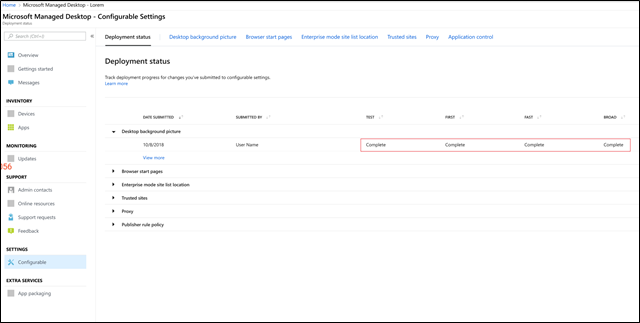 Home > Microsoft Managed Desktop - Lorem
Microsoft Managed Desktop - Configurable Settings
Deployment status
Search (Ctrl+/)
Overview
Gettings started
Messages
INVENTORY
Devices
Apps
MONITORING
Updates
456
SUPPORT
Admin contacts
Online resources
Support requests
Feedback
SETTINGS
Configurable
EXTRA SERVICES
App packaging
Deployment status Desktop background picture Browser start pages Enterprise mode site list location Trusted sites Proxy Application control
Deployment status
Track deployment progress for changes you've submitted to configurable settings.
Learn more
DATE SUBMITTED SUBMITTED BY TEST FIRST FAST BROAD
Desktop background picture
10/8/2018 User Name Complete Complete Complete Complete
View more
Browser start pages
Enterprise mode site list location
Trusted sites
Proxy
Publisher rule policy